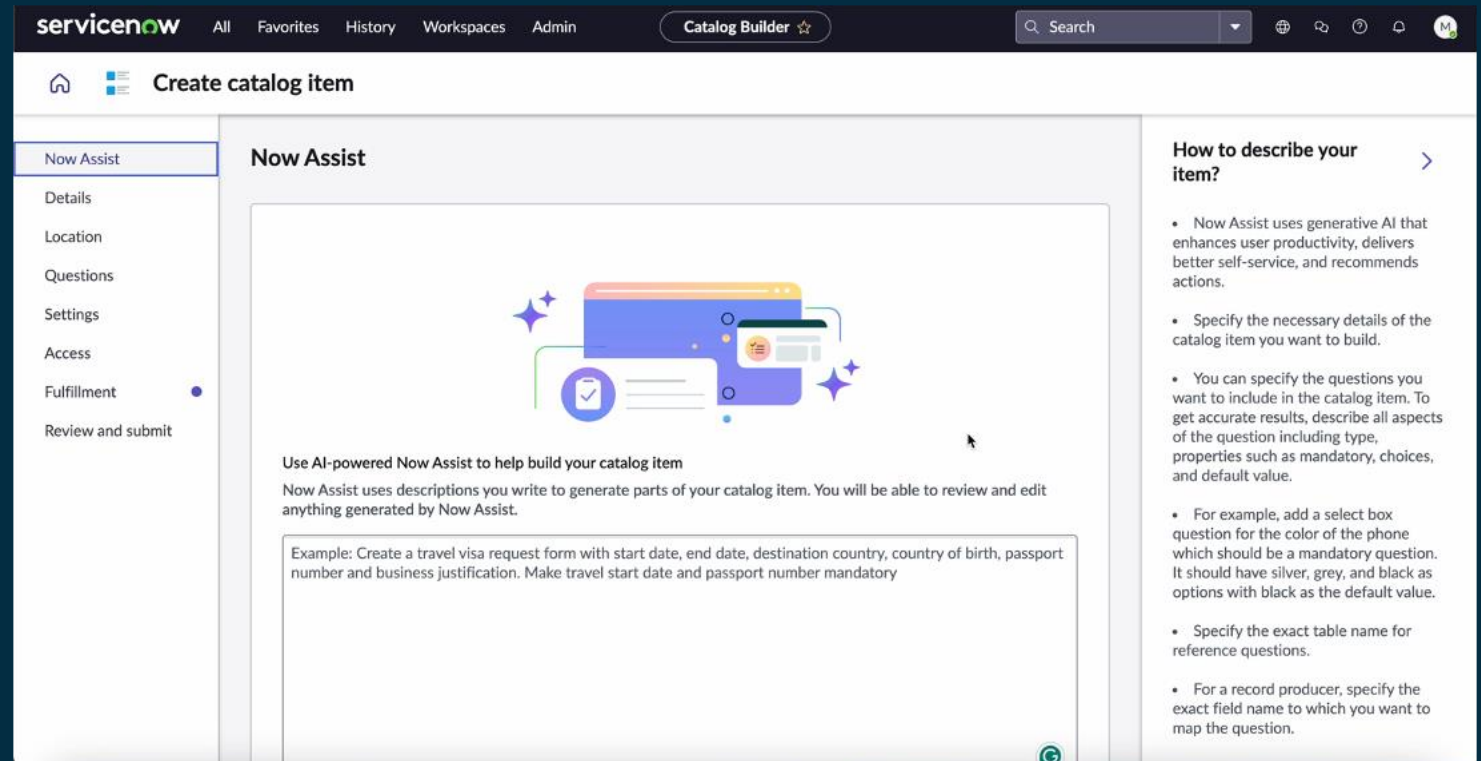 servicenow All Favorites History Workspaces Admin Catalog Builder Search M
Create catalog item
Now Assist
Details
Location
Questions
Settings
Access
Fulfillment
Review and submit
Now Assist
Use AI-powered Now Assist to help build your catalog item
Now Assist uses descriptions you write to generate parts of your catalog item. You will be able to review and edit
anything generated by Now Assist.
Example: Create a travel visa request form with start date, end date, destination country, country of birth, passport
number and business justification. Make travel start date and passport number mandatory
How to describe your
item?
• Now Assist uses generative AI that
enhances user productivity, delivers
better self-service, and recommends
actions.
• Specify the necessary details of the
catalog item you want to build.
• You can specify the questions you
want to include in the catalog item. To
get accurate results, describe all aspects
of the question including type,
properties such as mandatory, choices,
and default value.
• For example, add a select box
question for the color of the phone
which should be a mandatory question.
It should have silver, grey, and black as
options with black as the default value.
• Specify the exact table name for
reference questions.
• For a record producer, specify the
exact field name to which you want to
map the question.